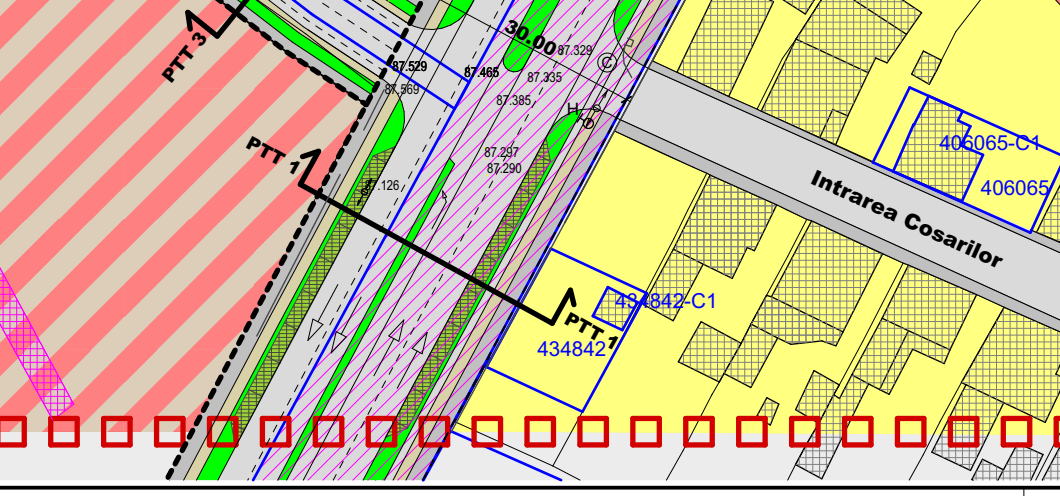 PTT 3
30.00
87.329
©
87.529
87.465
87.335
87.569
87.385
H
406065-C1
PTT 1
87.297
87.290
406065
87.126
Intrarea Cosarilor
434842-C1
PTT 1
434842